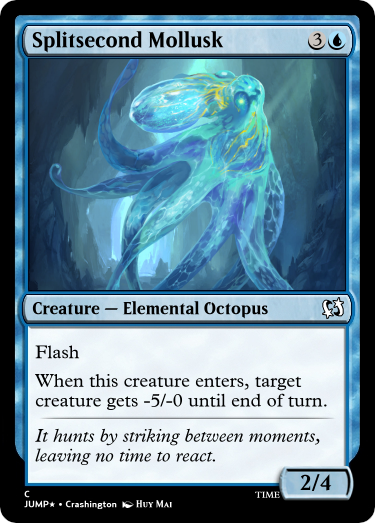 Splitsecond Mollusk 3
Creature — Elemental Octopus
Flash
When this creature enters, target
creature gets -5/-0 until end of turn.
It hunts by striking between moments,
leaving no time to react.
2/4
C
JUMP★ • Crashington HUY MAI
TIME